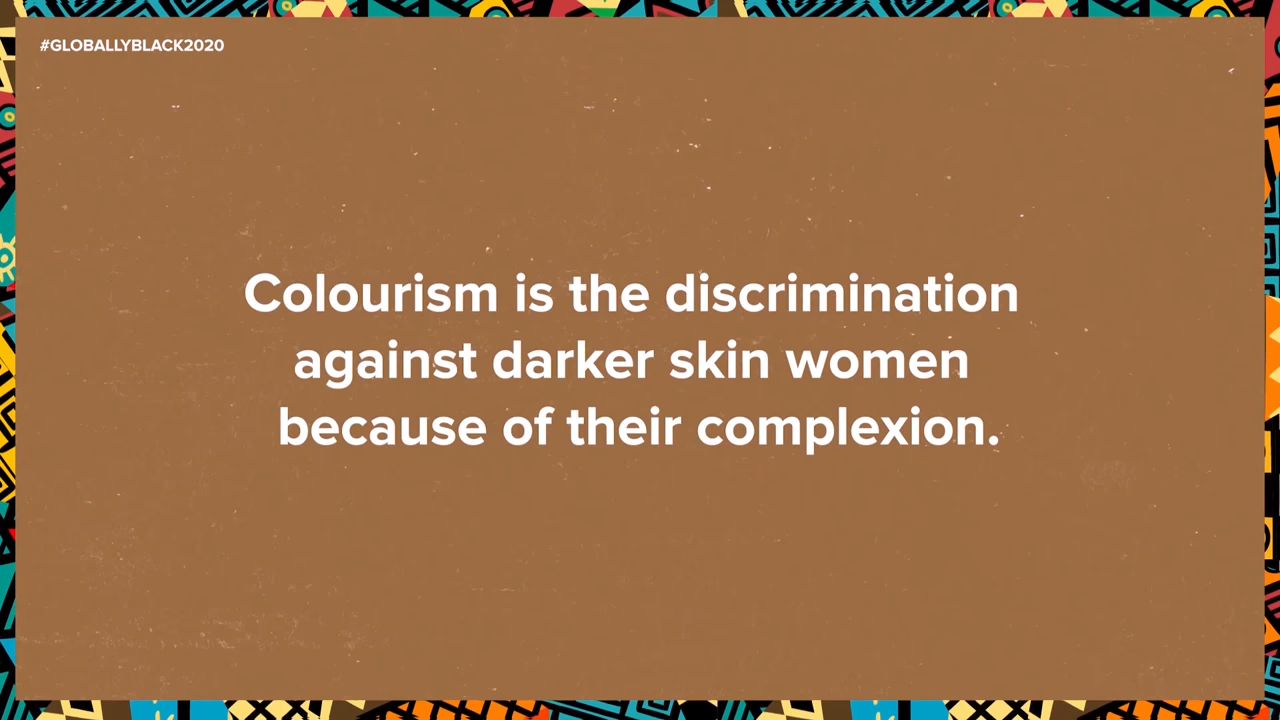 #GLOBALLYBLACK2020
Colourism is the discrimination
against darker skin women
because of their complexion.